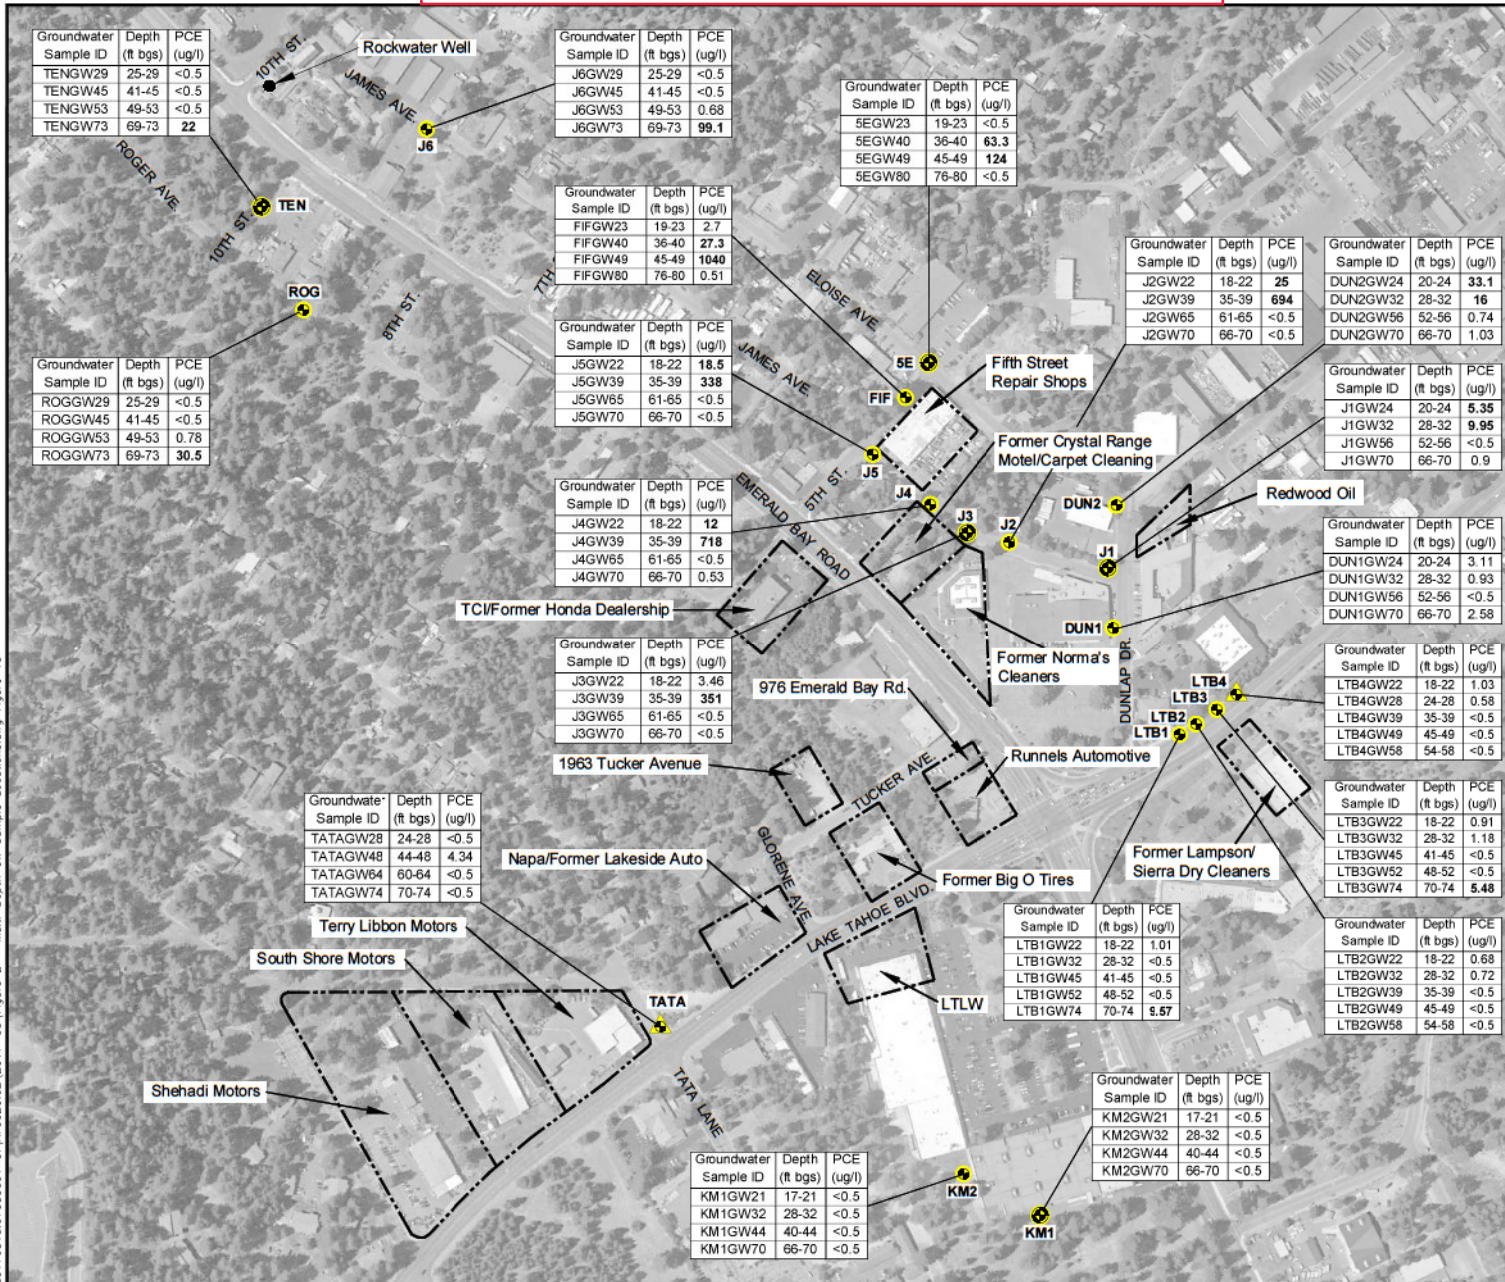 Groundwater Depth PCE
Sample ID (ft bgs) (ug/l)
TENGW29 25-29 <0.5
TENGW45 41-45 <0.5
TENGW53 49-53 <0.5
TENGW73 69-73 22
10TH ST.
Rockwater Well
JAMES AVE.
J6
Groundwater Depth PCE
Sample ID (ft bgs) (ug/l)
J6GW29 25-29 <0.5
J6GW45 41-45 <0.5
J6GW53 49-53 0.68
J6GW73 69-73 99.1
Groundwater Depth PCE
Sample ID (ft bgs) (ug/l)
5EGW23 19-23 <0.5
5EGW40 36-40 63.3
5EGW49 45-49 124
5EGW80 76-80 <0.5
ROGER AVE.
TEN
10TH ST.
ROG
8TH ST.
7TH
Groundwater Depth PCE
Sample ID (ft bgs) (ug/l)
FIFGW23 19-23 2.7
FIFGW40 36-40 27.3
FIFGW49 45-49 1040
FIFGW80 76-80 0.51
ELOISE AVE.
Groundwater Depth PCE
Sample ID (ft bgs) (ug/l)
J2GW22 18-22 25
J2GW39 35-39 694
J2GW65 61-65 <0.5
J2GW70 66-70 <0.5
Groundwater Depth PCE
Sample ID (ft bgs) (ug/l)
DUN2GW24 20-24 33.1
DUN2GW32 28-32 16
DUN2GW56 52-56 0.74
DUN2GW70 66-70 1.03
Groundwater Depth PCE
Sample ID (ft bgs) (ug/l)
ROGGW29 25-29 <0.5
ROGGW45 41-45 <0.5
ROGGW53 49-53 0.78
ROGGW73 69-73 30.5
Groundwater Depth PCE
Sample ID (ft bgs) (ug/l)
J5GW22 18-22 18.5
J5GW39 35-39 338
J5GW65 61-65 <0.5
J5GW70 66-70 <0.5
JAMES AVE.
5E
FIF
Fifth Street
Repair Shops
Groundwater Depth PCE
Sample ID (ft bgs) (ug/l)
J1GW24 20-24 5.35
J1GW32 28-32 9.95
J1GW56 52-56 <0.5
J1GW70 66-70 0.9
J5
Former Crystal Range
Motel/Carpet Cleaning
5TH ST.
EMERALD BAY ROAD
J4
J3
J2
DUN2
Redwood Oil
J1
Groundwater Depth PCE
Sample ID (ft bgs) (ug/l)
J4GW22 18-22 12
J4GW39 35-39 718
J4GW65 61-65 <0.5
J4GW70 66-70 0.53
Groundwater Depth PCE
Sample ID (ft bgs) (ug/l)
DUN1GW24 20-24 3.11
DUN1GW32 28-32 0.93
DUN1GW56 52-56 <0.5
DUN1GW70 66-70 2.58
TCI/Former Honda Dealership
DUN1
DUNLAP DR.
Former Norma's
Cleaners
Groundwater Depth PCE
Sample ID (ft bgs) (ug/l)
J3GW22 18-22 3.46
J3GW39 35-39 351
J3GW65 61-65 <0.5
J3GW70 66-70 <0.5
976 Emerald Bay Rd.
LTB4
LTB3
LTB2
LTB1
Groundwater Depth PCE
Sample ID (ft bgs) (ug/l)
LTB4GW22 18-22 1.03
LTB4GW28 24-28 0.58
LTB4GW39 35-39 <0.5
LTB4GW49 45-49 <0.5
LTB4GW58 54-58 <0.5
1963 Tucker Avenue
TUCKER AVE.
Runnels Automotive
Groundwater Depth PCE
Sample ID (ft bgs) (ug/l)
LTB3GW22 18-22 0.91
LTB3GW32 28-32 1.18
LTB3GW45 41-45 <0.5
LTB3GW52 48-52 <0.5
LTB3GW74 70-74 5.48
Groundwater Depth PCE
Sample ID (ft bgs) (ug/l)
TATAGW28 24-28 <0.5
TATAGW48 44-48 4.34
TATAGW64 60-64 <0.5
TATAGW74 70-74 <0.5
Napa/Former Lakeside Auto
GLORENE AVE.
Former Big O Tires
Former Lampson/
Sierra Dry Cleaners
LAKE TAHOE BLVD.
Terry Libbon Motors
South Shore Motors
Groundwater Depth PCE
Sample ID (ft bgs) (ug/l)
LTB1GW22 18-22 1.01
LTB1GW32 28-32 <0.5
LTB1GW45 41-45 <0.5
LTB1GW52 48-52 <0.5
LTB1GW74 70-74 9.57
Groundwater Depth PCE
Sample ID (ft bgs) (ug/l)
LTB2GW22 18-22 0.68
LTB2GW32 28-32 0.72
LTB2GW39 35-39 <0.5
LTB2GW49 45-49 <0.5
LTB2GW58 54-58 <0.5
TATA
LTLW
Shehadi Motors
TATA LANE
Groundwater Depth PCE
Sample ID (ft bgs) (ug/l)
KM2GW21 17-21 <0.5
KM2GW32 28-32 <0.5
KM2GW44 40-44 <0.5
KM2GW70 66-70 <0.5
Groundwater Depth PCE
Sample ID (ft bgs) (ug/l)
KM1GW21 17-21 <0.5
KM1GW32 28-32 <0.5
KM1GW44 40-44 <0.5
KM1GW70 66-70 <0.5
KM2
KM1